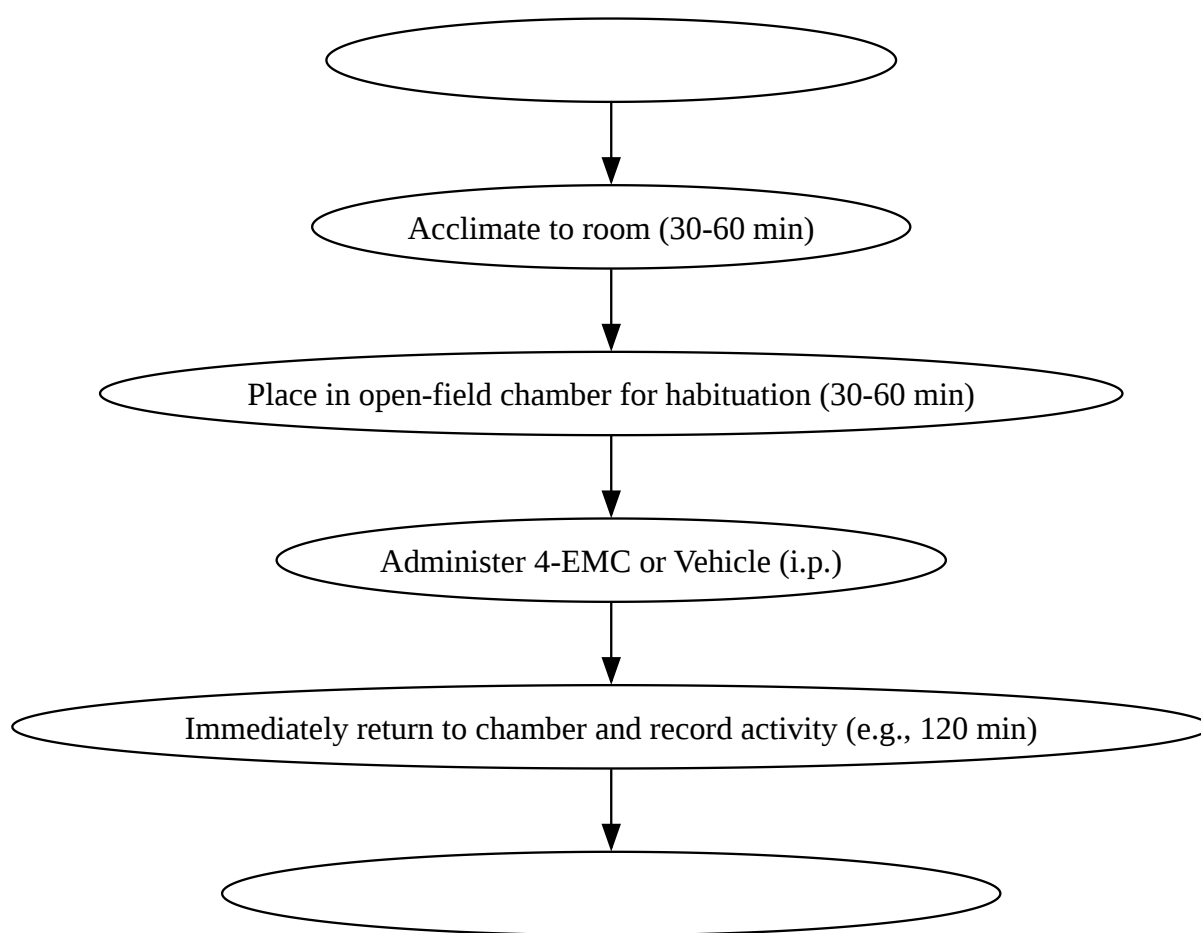 Acclimate to room (30-60 min)
Place in open-field chamber for habituation (30-60 min)
Administer 4-EMC or Vehicle (i.p.)
Immediately return to chamber and record activity (e.g., 120 min)